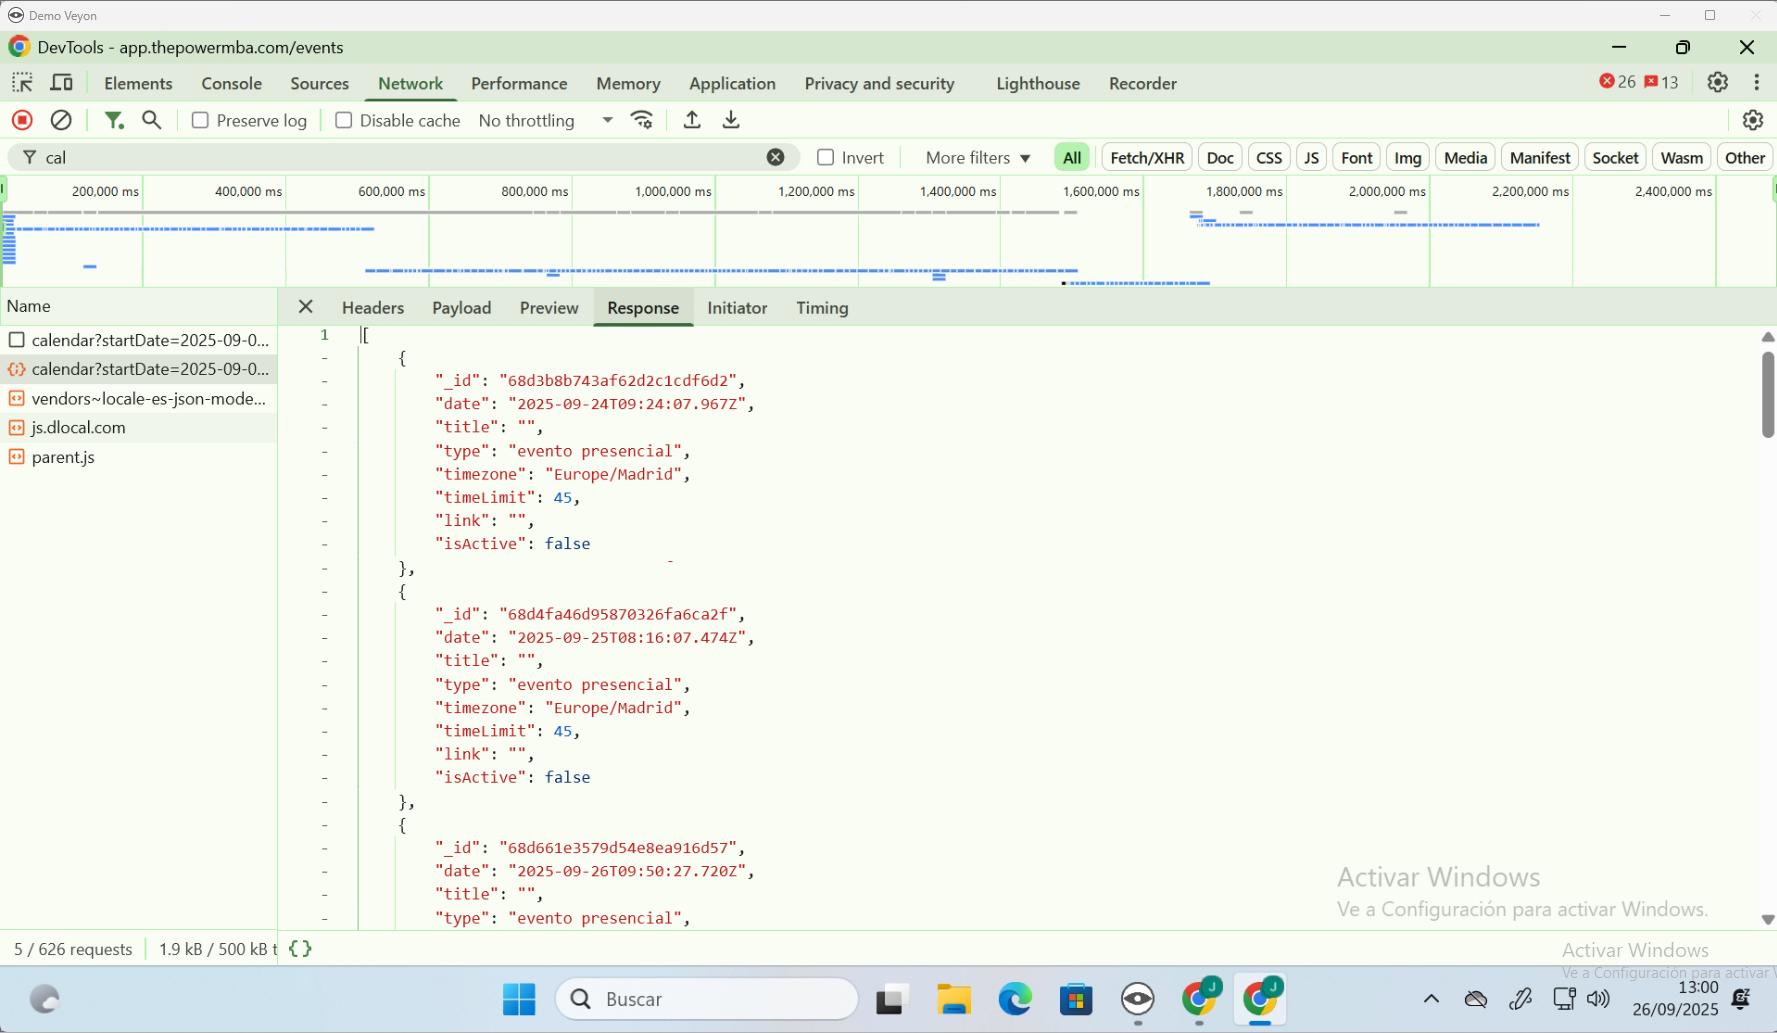 Demo Veyon
DevTools - app.thepowermba.com/events
Elements Console Sources Network Performance Memory Application Privacy and security Lighthouse Recorder 26 13
Preserve log Disable cache No throttling
cal Invert More filters All Fetch/XHR Doc CSS JS Font Img Media Manifest Socket Wasm Other
200,000 ms 400,000 ms 600,000 ms 800,000 ms 1,000,000 ms 1,200,000 ms 1,400,000 ms 1,600,000 ms 1,800,000 ms 2,000,000 ms 2,200,000 ms 2,400,000 ms
Name
calendar?startDate=2025-09-0...
calendar?startDate=2025-09-0...
vendors~locale-es-json-mode...
js.dlocal.com
parent.js
Headers Payload Preview Response Initiator Timing
1 [
- {
- "_id": "68d3b8b743af62d2c1cdf6d2",
- "date": "2025-09-24T09:24:07.967Z",
- "title": "",
- "type": "evento presencial",
- "timezone": "Europe/Madrid",
- "timeLimit": 45,
- "link": "",
- "isActive": false
- },
- {
- "_id": "68d4fa46d95870326fa6ca2f",
- "date": "2025-09-25T08:16:07.474Z",
- "title": "",
- "type": "evento presencial",
- "timezone": "Europe/Madrid",
- "timeLimit": 45,
- "link": "",
- "isActive": false
- },
- {
- "_id": "68d661e3579d54e8ea916d57",
- "date": "2025-09-26T09:50:27.720Z",
- "title": "",
- "type": "evento presencial",
Activar Windows
Ve a Configuración para activar Windows.
5 / 626 requests 1.9 kB / 500 kB t {}
Activar Windows
Ve a Configuración para activar
Buscar
J
J
13:00
26/09/2025